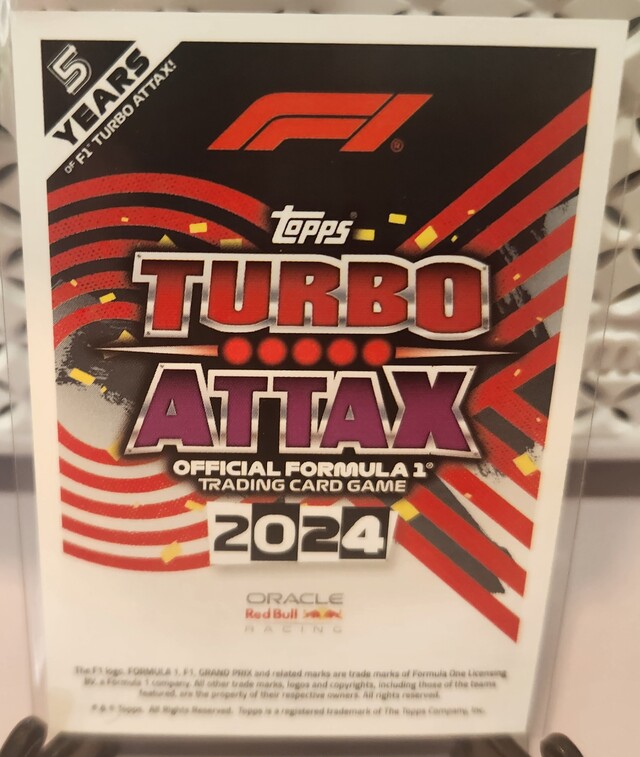 5
YEARS
OF F1™ TURBO ATTAX!
F1®
Topps®
TURBO
ATTAX
OFFICIAL FORMULA 1®
TRADING CARD GAME
2024
ORACLE
Red Bull
RACING
The F1 logo, FORMULA 1, F1, GRAND PRIX and related marks are trade marks of Formula One Licensing
BV, a Formula 1 company. All other trade marks, logos and copyrights, including those of the teams
featured, are the property of their respective owners. All rights reserved.
® & © Topps. All Rights Reserved. Topps is a registered trademark of The Topps Company, Inc.